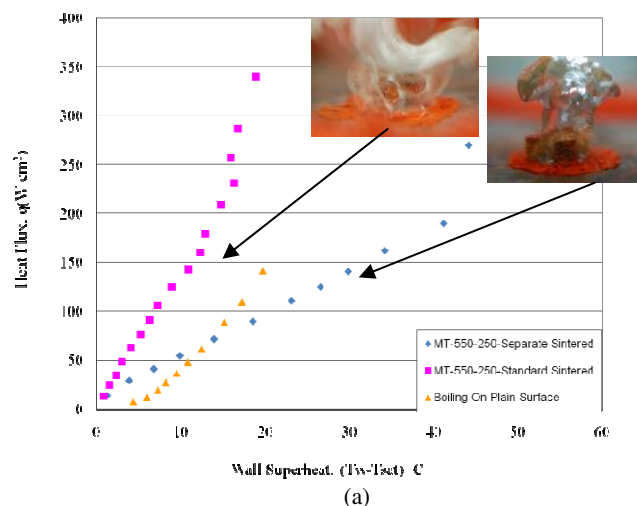 400
350
300
250
200
150
100
50
0
Heat Flux. q(W cm²)
0 10 20 30 40 50 60
MT-550-250-Separate Sintered
MT-550-250-Standard Sintered
Boiling On Plain Surface
Wall Superheat. (Tw-Tsat) C
(a)